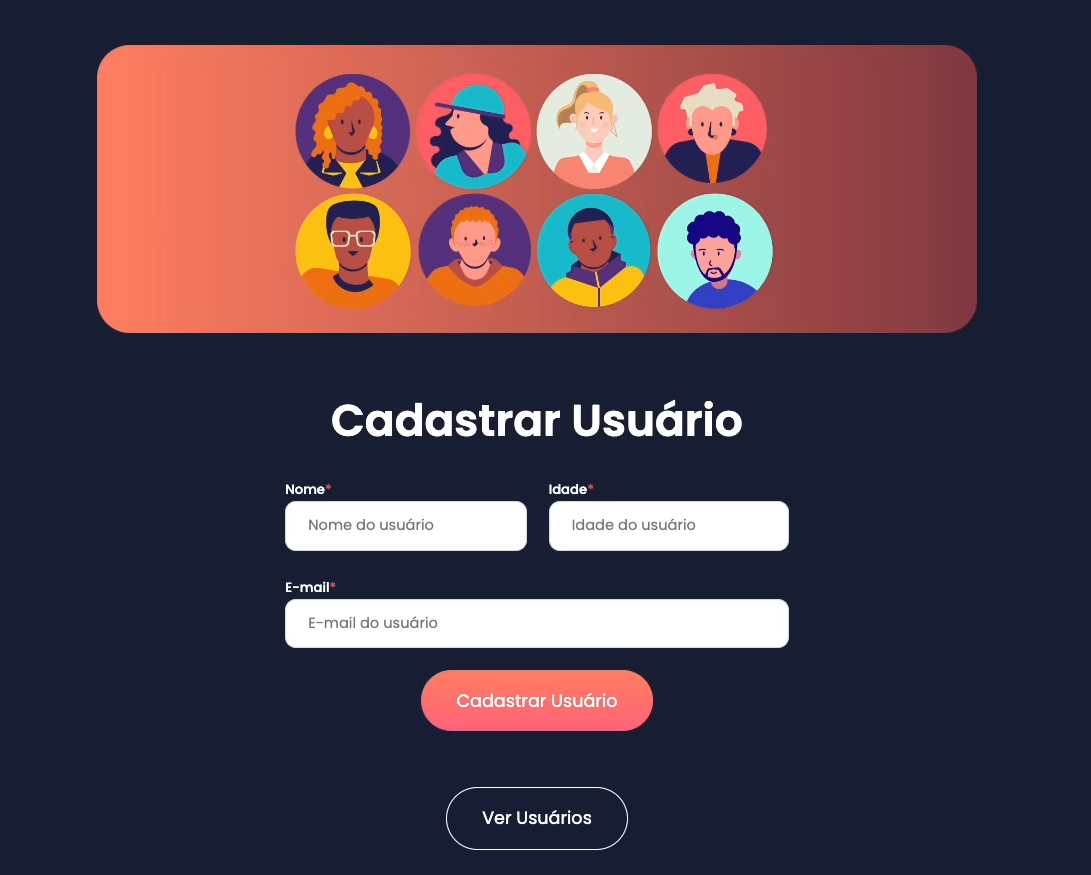 Cadastrar Usuário
Nome* Idade*
Nome do usuário Idade do usuário
E-mail*
E-mail do usuário
Cadastrar Usuário
Ver Usuários